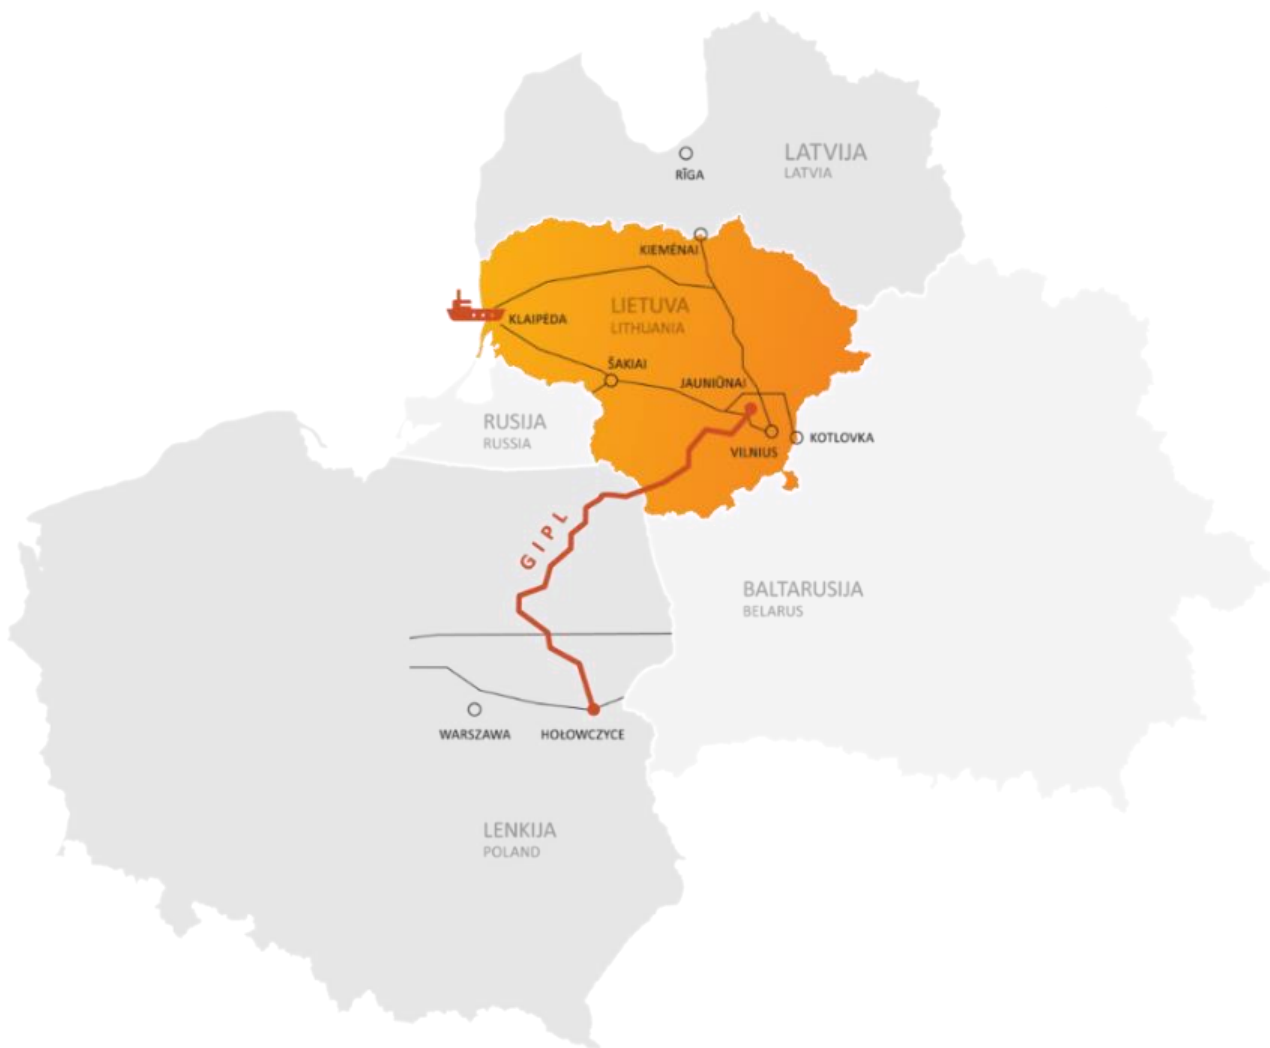 LATVIJA
LATVIA
RĪGA
KIEMĖNAI
LIETUVA
LITHUANIA
KLAIPĖDA
ŠAKIAI
JAUNIŪNAI
RUSIJA
RUSSIA
KOTLOVKA
VILNIUS
GIPL
BALTARUSIJA
BELARUS
WARSZAWA
HOŁOWCZYCE
LENKIJA
POLAND